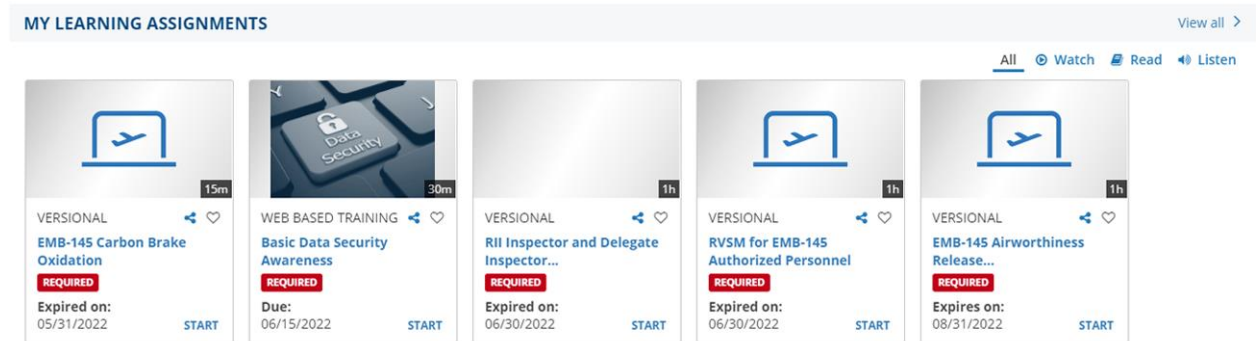 MY LEARNING ASSIGNMENTS
View all
All Watch Read Listen
Data
Security
15m
30m
1h
1h
1h
VERSIONAL
EMB-145 Carbon Brake
Oxidation
REQUIRED
Expired on:
05/31/2022
START
WEB BASED TRAINING
Basic Data Security
Awareness
REQUIRED
Due:
06/15/2022
START
VERSIONAL
RII Inspector and Delegate
Inspector...
REQUIRED
Expired on:
06/30/2022
START
VERSIONAL
RVSM for EMB-145
Authorized Personnel
REQUIRED
Expired on:
06/30/2022
START
VERSIONAL
EMB-145 Airworthiness
Release...
REQUIRED
Expires on:
08/31/2022
START